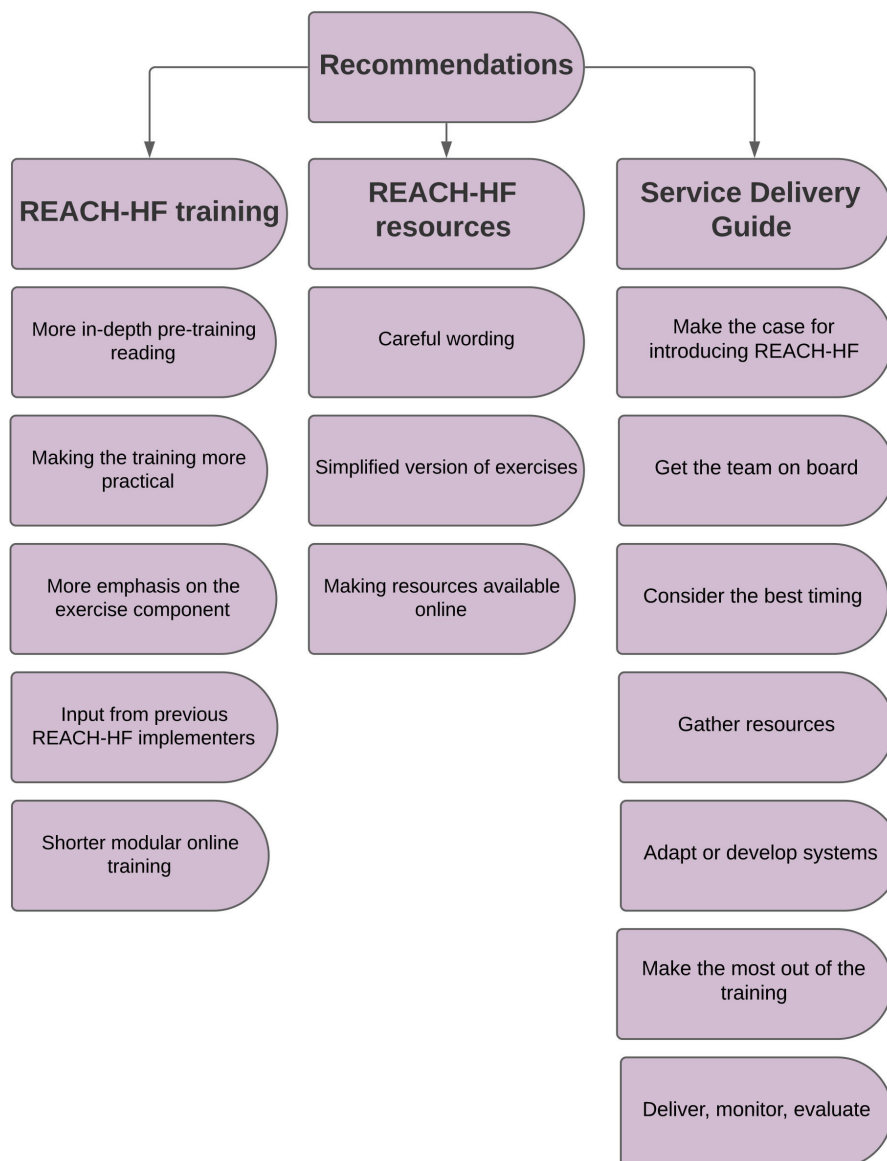 Recommendations
REACH-HF training
REACH-HF
resources
Service Delivery
Guide
More in-depth pre-training
reading
Making the training more
practical
More emphasis on the
exercise component
Input from previous
REACH-HF implementers
Shorter modular online
training
Careful wording
Simplified version of exercises
Making resources available
online
Make the case for
introducing REACH-HF
Get the team on board
Consider the best timing
Gather resources
Adapt or develop systems
Make the most out of the
training
Deliver, monitor, evaluate